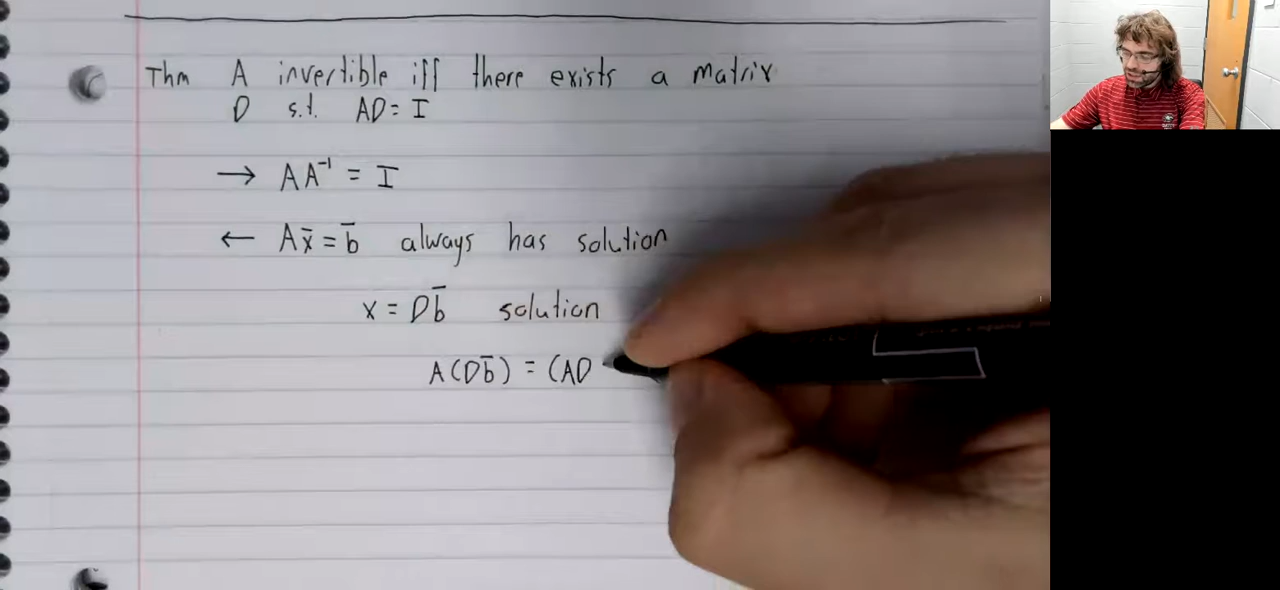 Thm A invertible iff there exists a matrix
D s.t. AD = I
→ AA⁻¹ = I
← Ax̄ = b̄ always has solution
x = Db̄ solution
A(Db̄) = (AD